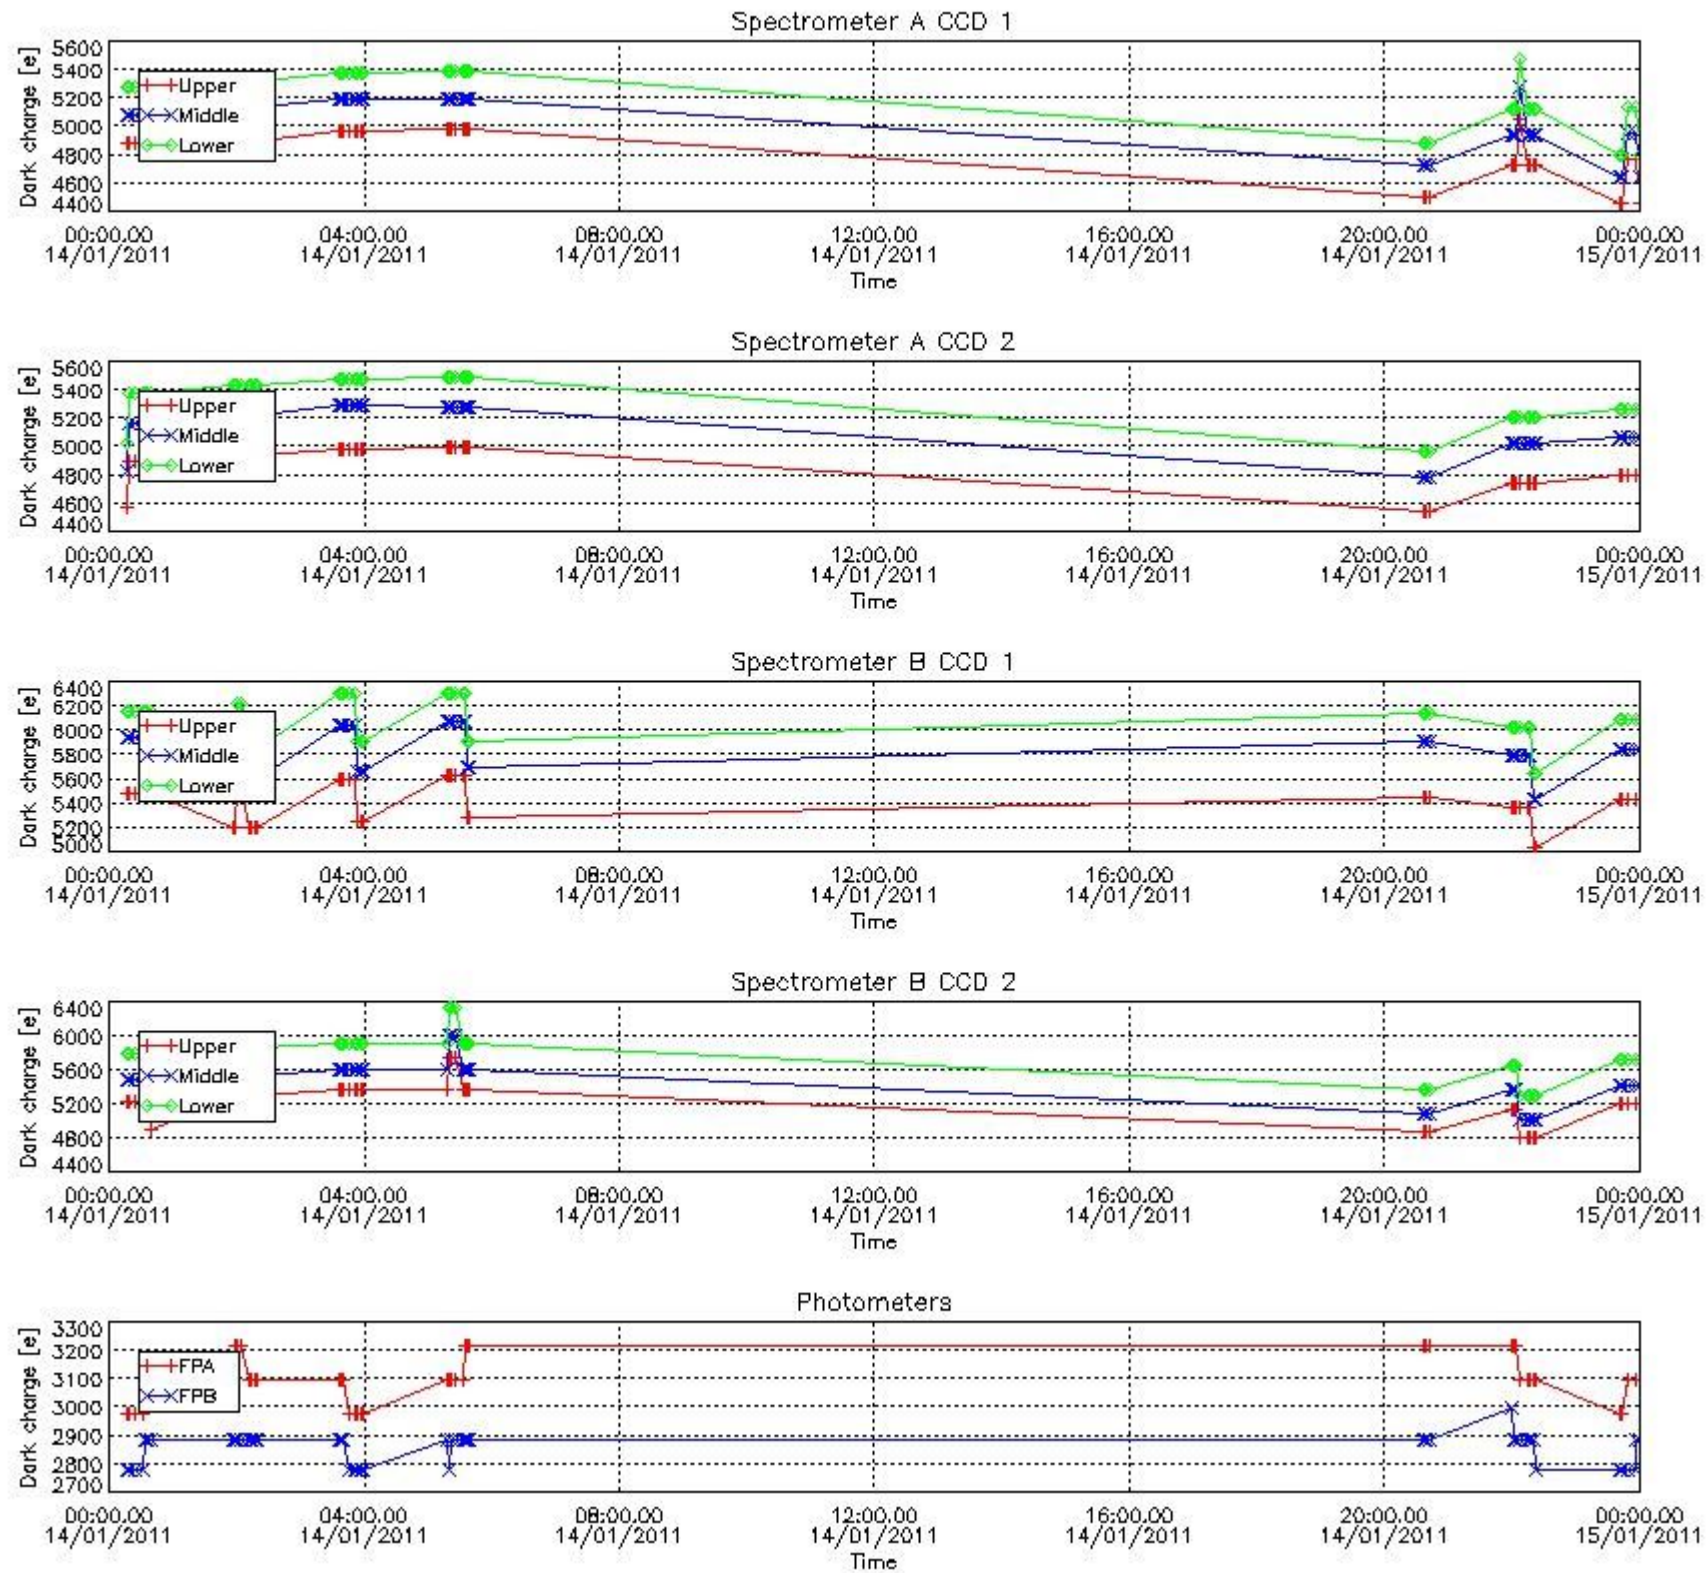 Spectrometer A CCD 1
Dark charge [e]
5600
5400
5200
5000
4800
4600
4400
Upper
Middle
Lower
00:00.00 04:00.00 08:00.00 12:00.00 16:00.00 20:00.00 00:00.00
14/01/2011 14/01/2011 14/01/2011 14/01/2011 14/01/2011 14/01/2011 15/01/2011
Time
Spectrometer A CCD 2
Dark charge [e]
5600
5400
5200
5000
4800
4600
4400
Upper
Middle
Lower
00:00.00 04:00.00 08:00.00 12:00.00 16:00.00 20:00.00 00:00.00
14/01/2011 14/01/2011 14/01/2011 14/01/2011 14/01/2011 14/01/2011 15/01/2011
Time
Spectrometer B CCD 1
Dark charge [e]
6400
6200
6000
5800
5600
5400
5200
5000
Upper
Middle
Lower
00:00.00 04:00.00 08:00.00 12:00.00 16:00.00 20:00.00 00:00.00
14/01/2011 14/01/2011 14/01/2011 14/01/2011 14/01/2011 14/01/2011 15/01/2011
Time
Spectrometer B CCD 2
Dark charge [e]
6400
6000
5600
5200
4800
4400
Upper
Middle
Lower
00:00.00 04:00.00 08:00.00 12:00.00 16:00.00 20:00.00 00:00.00
14/01/2011 14/01/2011 14/01/2011 14/01/2011 14/01/2011 14/01/2011 15/01/2011
Time
Photometers
Dark charge [e]
3300
3200
3100
3000
2900
2800
2700
FPA
FPB
00:00.00 04:00.00 08:00.00 12:00.00 16:00.00 20:00.00 00:00.00
14/01/2011 14/01/2011 14/01/2011 14/01/2011 14/01/2011 14/01/2011 15/01/2011
Time